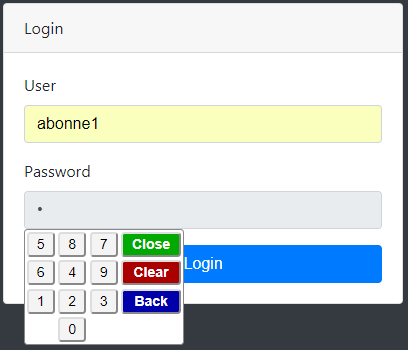 Login
User
abonne1
Password
•
5 8 7 Close
Login
6 4 9 Clear
1 2 3 Back
0